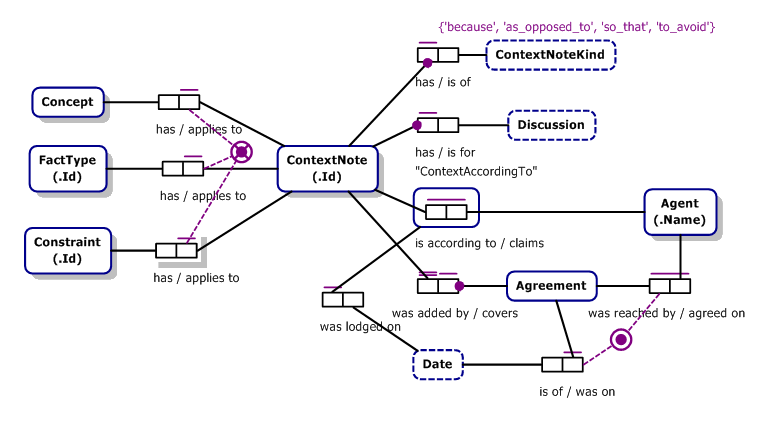 {'because', 'as_opposed_to', 'so_that', 'to_avoid'}
ContextNoteKind
has / is of
Concept
has / applies to
Discussion
has / is for
"ContextAccordingTo"
FactType
(.Id)
has / applies to
ContextNote
(.Id)
Agent
(.Name)
is according to / claims
Constraint
(.Id)
has / applies to
Agreement
was added by / covers
was reached by / agreed on
was lodged on
Date
is of / was on